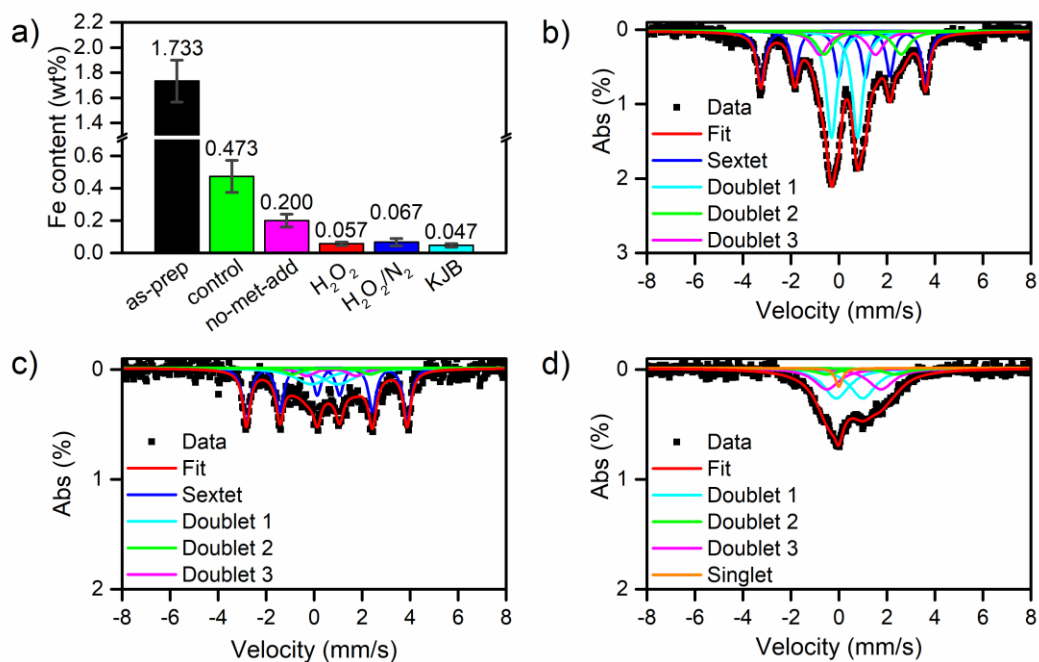 a)
Fe content (wt%)
2.2
2.0
1.8
1.6
1.4
1.2
0.6
0.4
0.2
0.0
1.733
0.473
0.200
0.057
0.067
0.047
as-prep
control
no-met-add
H₂O₂
H₂O₂/N₂
KJB
b)
Abs (%)
0
1
2
3
Data
Fit
Sextet
Doublet 1
Doublet 2
Doublet 3
-8 -6 -4 -2 0 2 4 6 8
Velocity (mm/s)
c)
Abs (%)
0
1
2
Data
Fit
Sextet
Doublet 1
Doublet 2
Doublet 3
-8 -6 -4 -2 0 2 4 6 8
Velocity (mm/s)
d)
Abs (%)
0
1
2
Data
Fit
Doublet 1
Doublet 2
Doublet 3
Singlet
-8 -6 -4 -2 0 2 4 6 8
Velocity (mm/s)